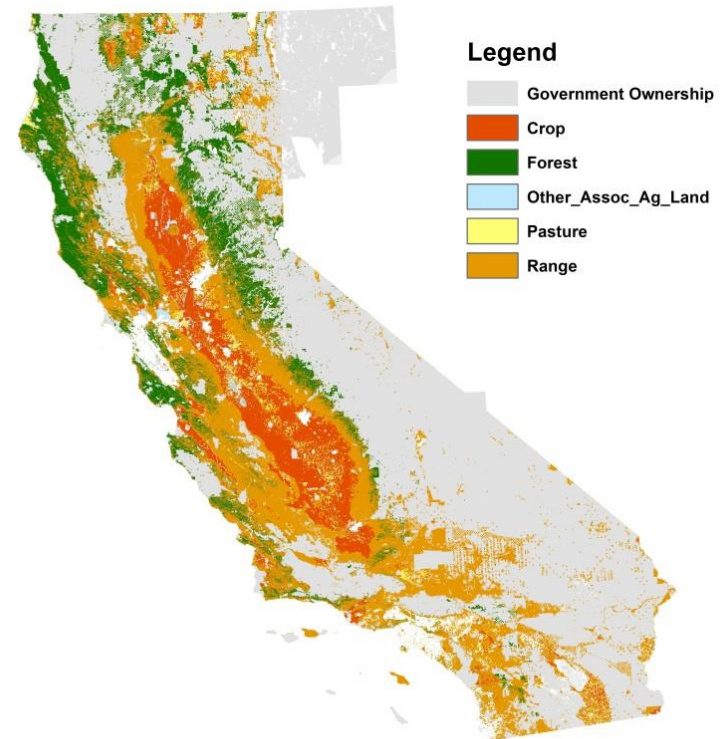 Legend
Government Ownership
Crop
Forest
Other_Assoc_Ag_Land
Pasture
Range